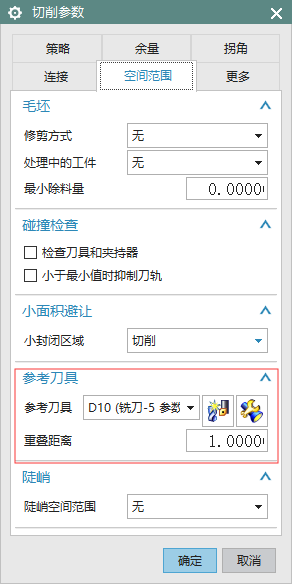 切削参数
策略 余量 拐角
连接 空间范围 更多
毛坯
修剪方式 无
处理中的工件 无
最小除料量 0.0000
碰撞检查
检查刀具和夹持器
小于最小值时抑制刀轨
小面积避让
小封闭区域 切削
参考刀具
参考刀具 D10 (铣刀-5 参数
重叠距离 1.0000
陡峭
陡峭空间范围 无
确定 取消